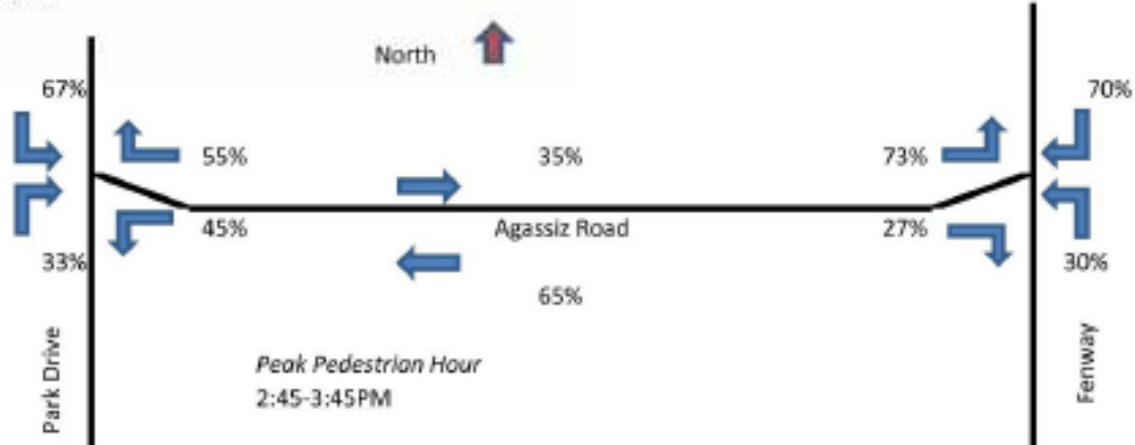 North
67%
70%
55%
35%
73%
45%
Agassiz Road
27%
33%
30%
65%
Park Drive
Peak Pedestrian Hour
2:45-3:45PM
Fenway